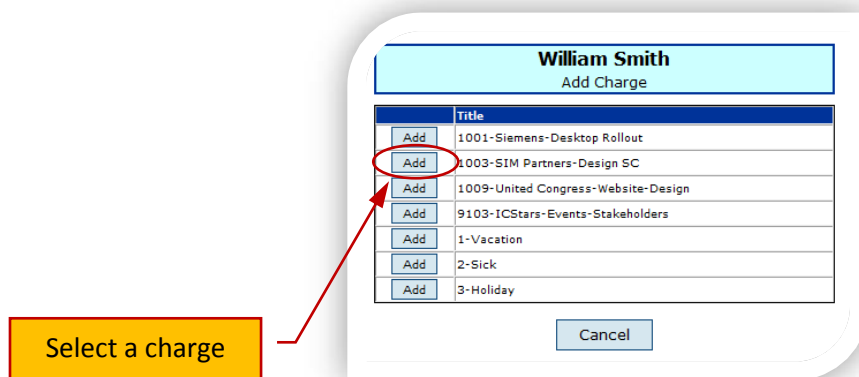 William Smith
Add Charge
Title
Add 1001-Siemens-Desktop Rollout
Add 1003-SIM Partners-Design SC
Add 1009-United Congress-Website-Design
Add 9103-ICStars-Events-Stakeholders
Add 1-Vacation
Add 2-Sick
Add 3-Holiday
Cancel
Select a charge